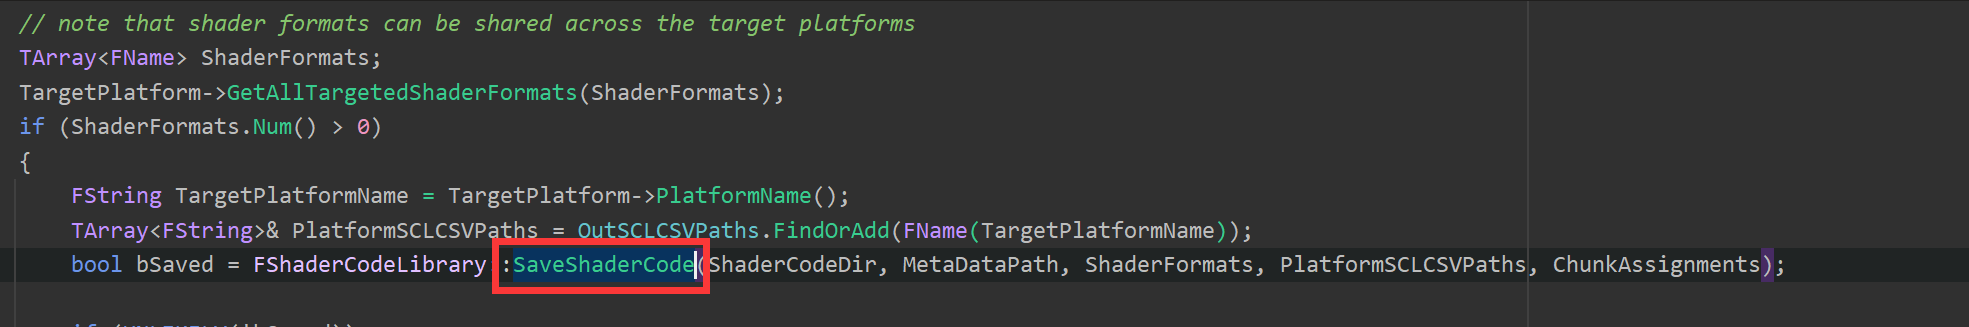 // note that shader formats can be shared across the target platforms
TArray<FName> ShaderFormats;
TargetPlatform->GetAllTargetedShaderFormats(ShaderFormats);
if (ShaderFormats.Num() > 0)
{
FString TargetPlatformName = TargetPlatform->PlatformName();
TArray<FString>& PlatformSCLCSVPaths = OutSCLCSVPaths.FindOrAdd(FName(TargetPlatformName));
bool bSaved = FShaderCodeLibrary::SaveShaderCode(ShaderCodeDir, MetaDataPath, ShaderFormats, PlatformSCLCSVPaths, ChunkAssignments);